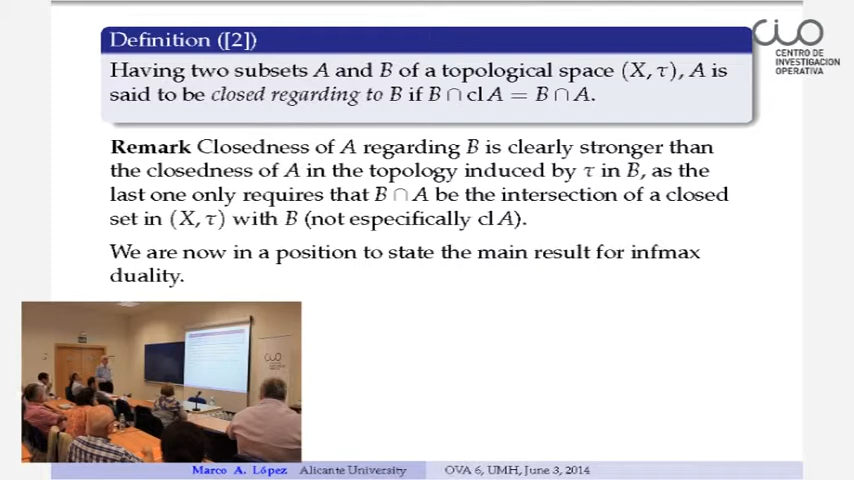 Definition ([2])
Having two subsets A and B of a topological space (X, τ), A is
said to be closed regarding to B if B ∩ cl A = B ∩ A.
CENTRO DE
INVESTIGACION
OPERATIVA
Remark Closedness of A regarding B is clearly stronger than
the closedness of A in the topology induced by τ in B, as the
last one only requires that B ∩ A be the intersection of a closed
set in (X, τ) with B (not especifically cl A).
We are now in a position to state the main result for infmax
duality.
Marco A. López Alicante University OVA 6, UMH, June 3, 2014